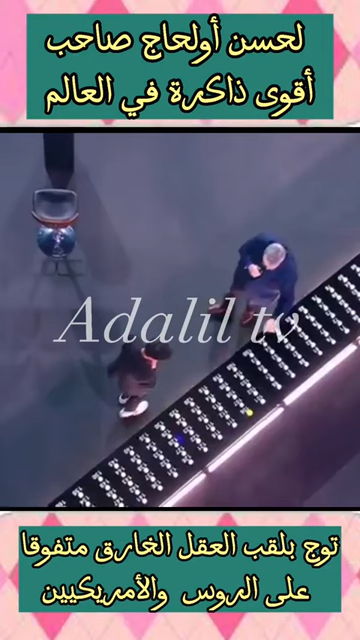 لحسن أولحاج صاحب
أقوى ذاكرة في العالم
Adalil tv
توج بلقب العقل الخارق متفوقا
على الروس والأمريكيين